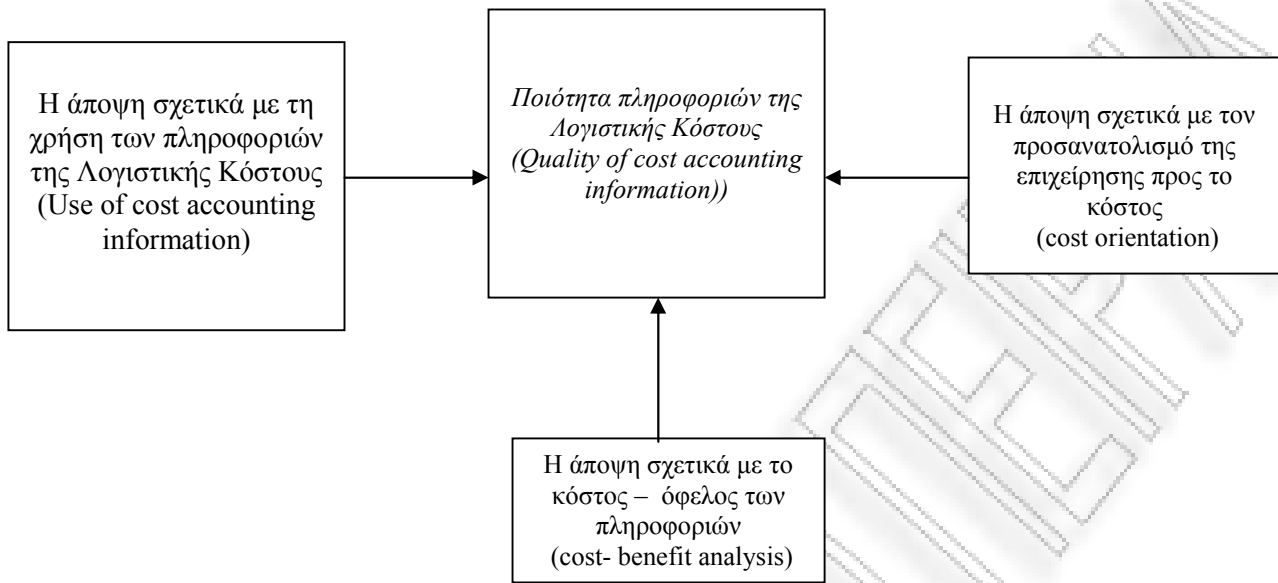 Η άποψη σχετικά με τη
χρήση των πληροφοριών
της Λογιστικής Κόστους
(Use of cost accounting
information)
Ποιότητα πληροφοριών της
Λογιστικής Κόστους
(Quality of cost accounting
information))
Η άποψη σχετικά με τον
προσανατολισμό της
επιχείρησης προς το
κόστος
(cost orientation)
Η άποψη σχετικά με το
κόστος – όφελος των
πληροφοριών
(cost- benefit analysis)